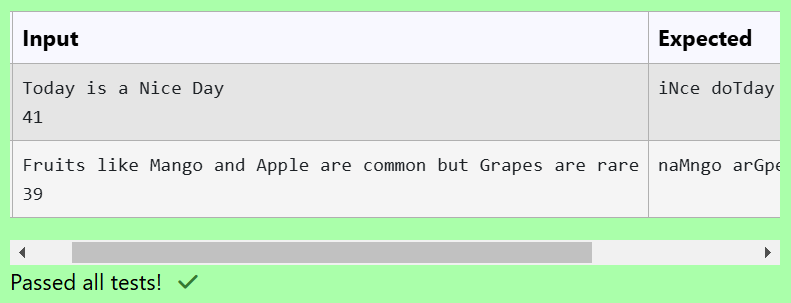 Input Expected
Today is a Nice Day iNce doTday
41
Fruits like Mango and Apple are common but Grapes are rare naMngo arGpe
39
Passed all tests!